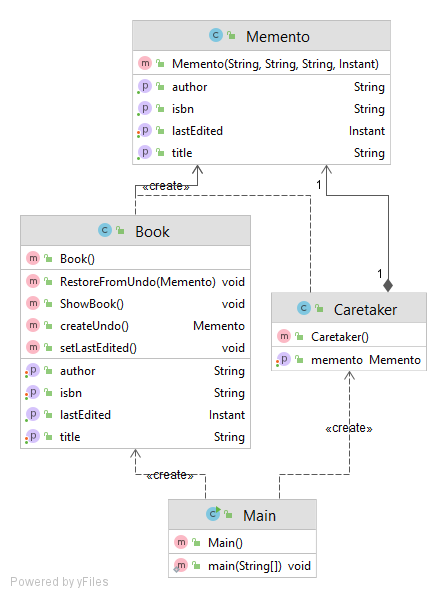 Memento
Memento(String, String, String, Instant)
author String
isbn String
lastEdited Instant
title String
«create»
1
Book
Book()
RestoreFromUndo(Memento) void
ShowBook() void
createUndo() Memento
setLastEdited() void
author String
isbn String
lastEdited Instant
title String
1
Caretaker
Caretaker()
memento Memento
«create»
«create»
Main
Main()
main(String[]) void
Powered by yFiles